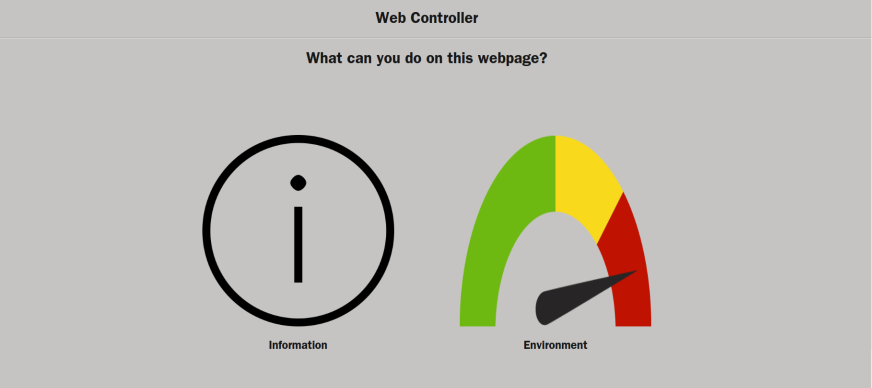 Web Controller
What can you do on this webpage?
Information
Environment